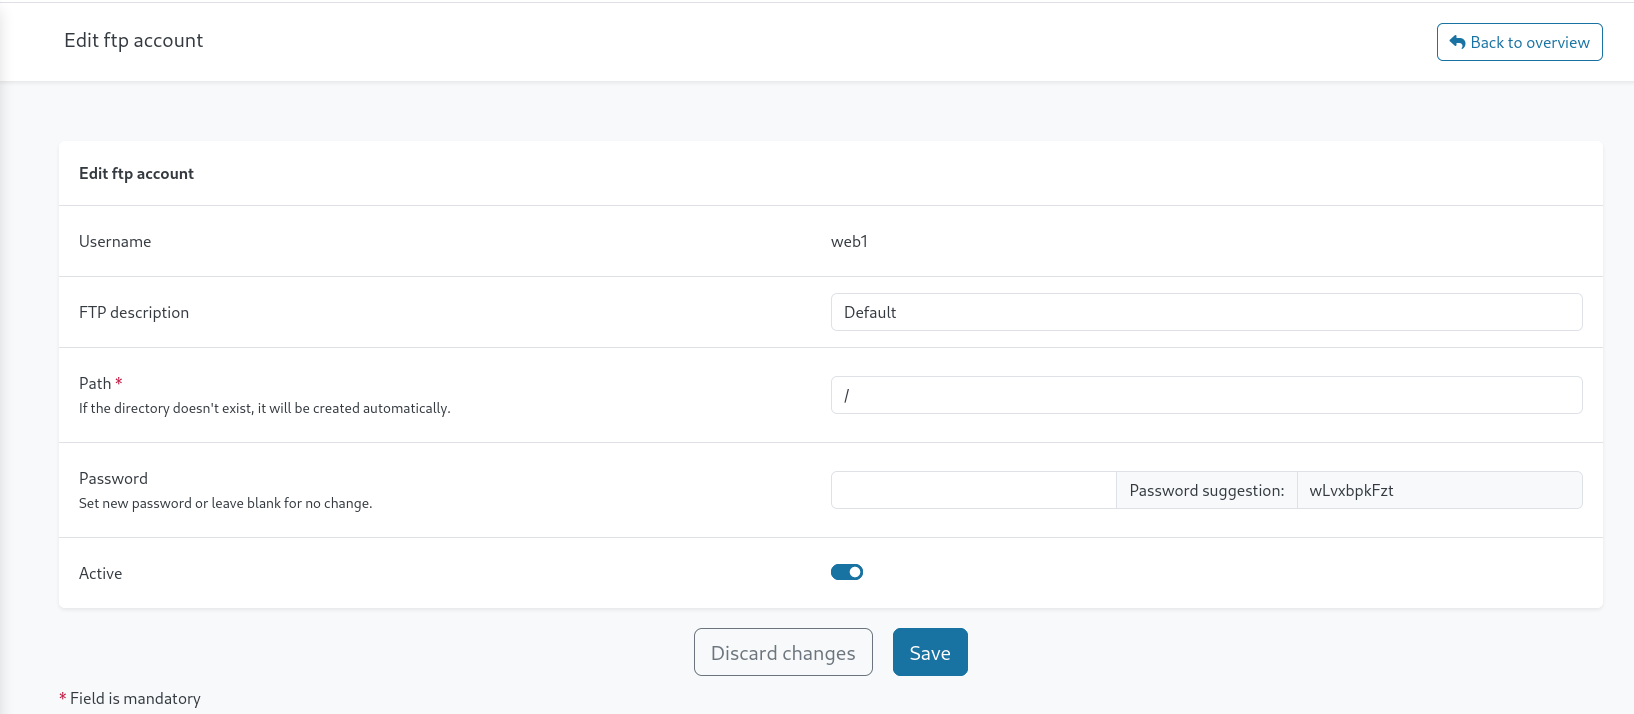 Edit ftp account
Back to overview
Edit ftp account
Username
web1
FTP description
Default
Path *
If the directory doesn't exist, it will be created automatically.
/
Password
Set new password or leave blank for no change.
Password suggestion:
wLvxbpkFzt
Active
Discard changes
Save
* Field is mandatory